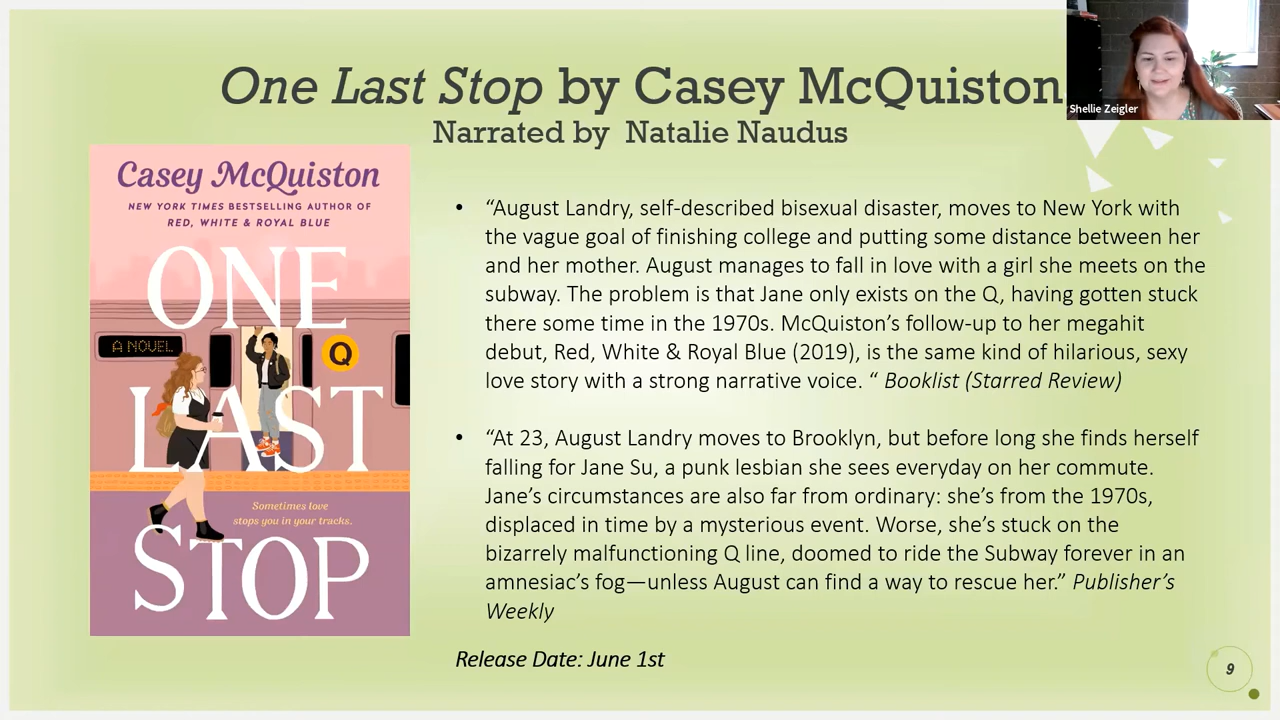 One Last Stop by Casey McQuiston
Shellie Zeigler
Narrated by Natalie Naudus
Casey McQuiston
NEW YORK TIMES BESTSELLING AUTHOR OF
RED, WHITE & ROYAL BLUE
ONE
A NOVEL
Q
LAST
Sometimes love
stops you in your tracks.
STOP
• “August Landry, self-described bisexual disaster, moves to New York with
the vague goal of finishing college and putting some distance between her
and her mother. August manages to fall in love with a girl she meets on the
subway. The problem is that Jane only exists on the Q, having gotten stuck
there some time in the 1970s. McQuiston’s follow-up to her megahit
debut, Red, White & Royal Blue (2019), is the same kind of hilarious, sexy
love story with a strong narrative voice. “ Booklist (Starred Review)
• “At 23, August Landry moves to Brooklyn, but before long she finds herself
falling for Jane Su, a punk lesbian she sees everyday on her commute.
Jane’s circumstances are also far from ordinary: she’s from the 1970s,
displaced in time by a mysterious event. Worse, she’s stuck on the
bizarrely malfunctioning Q line, doomed to ride the Subway forever in an
amnesiac’s fog—unless August can find a way to rescue her.” Publisher’s
Weekly
Release Date: June 1st
9